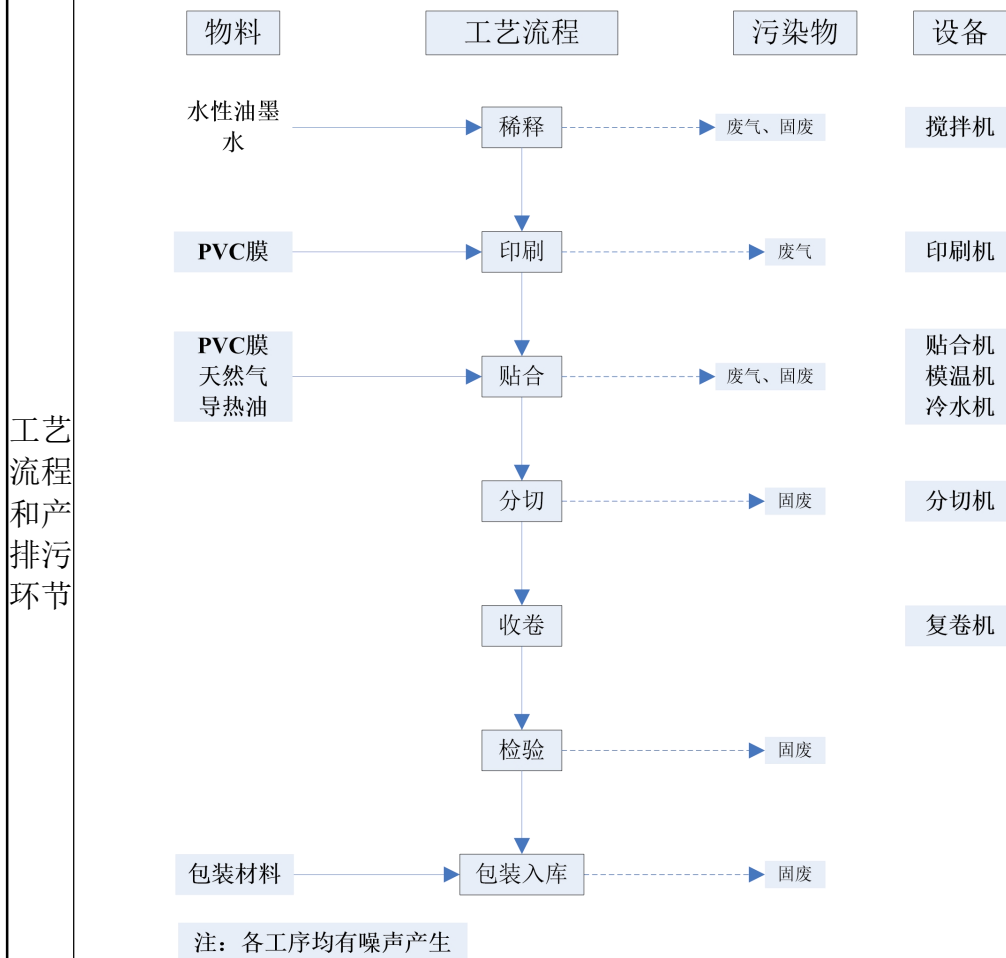 物料 工艺流程 污染物 设备
水性油墨
水
稀释 废气、固废 搅拌机
PVC膜 印刷 废气 印刷机
PVC膜
天然气
导热油
贴合 废气、固废
贴合机
模温机
冷水机
工艺
流程
和产
排污
环节
分切 固废 分切机
收卷 复卷机
检验 固废
包装材料 包装入库 固废
注：各工序均有噪声产生